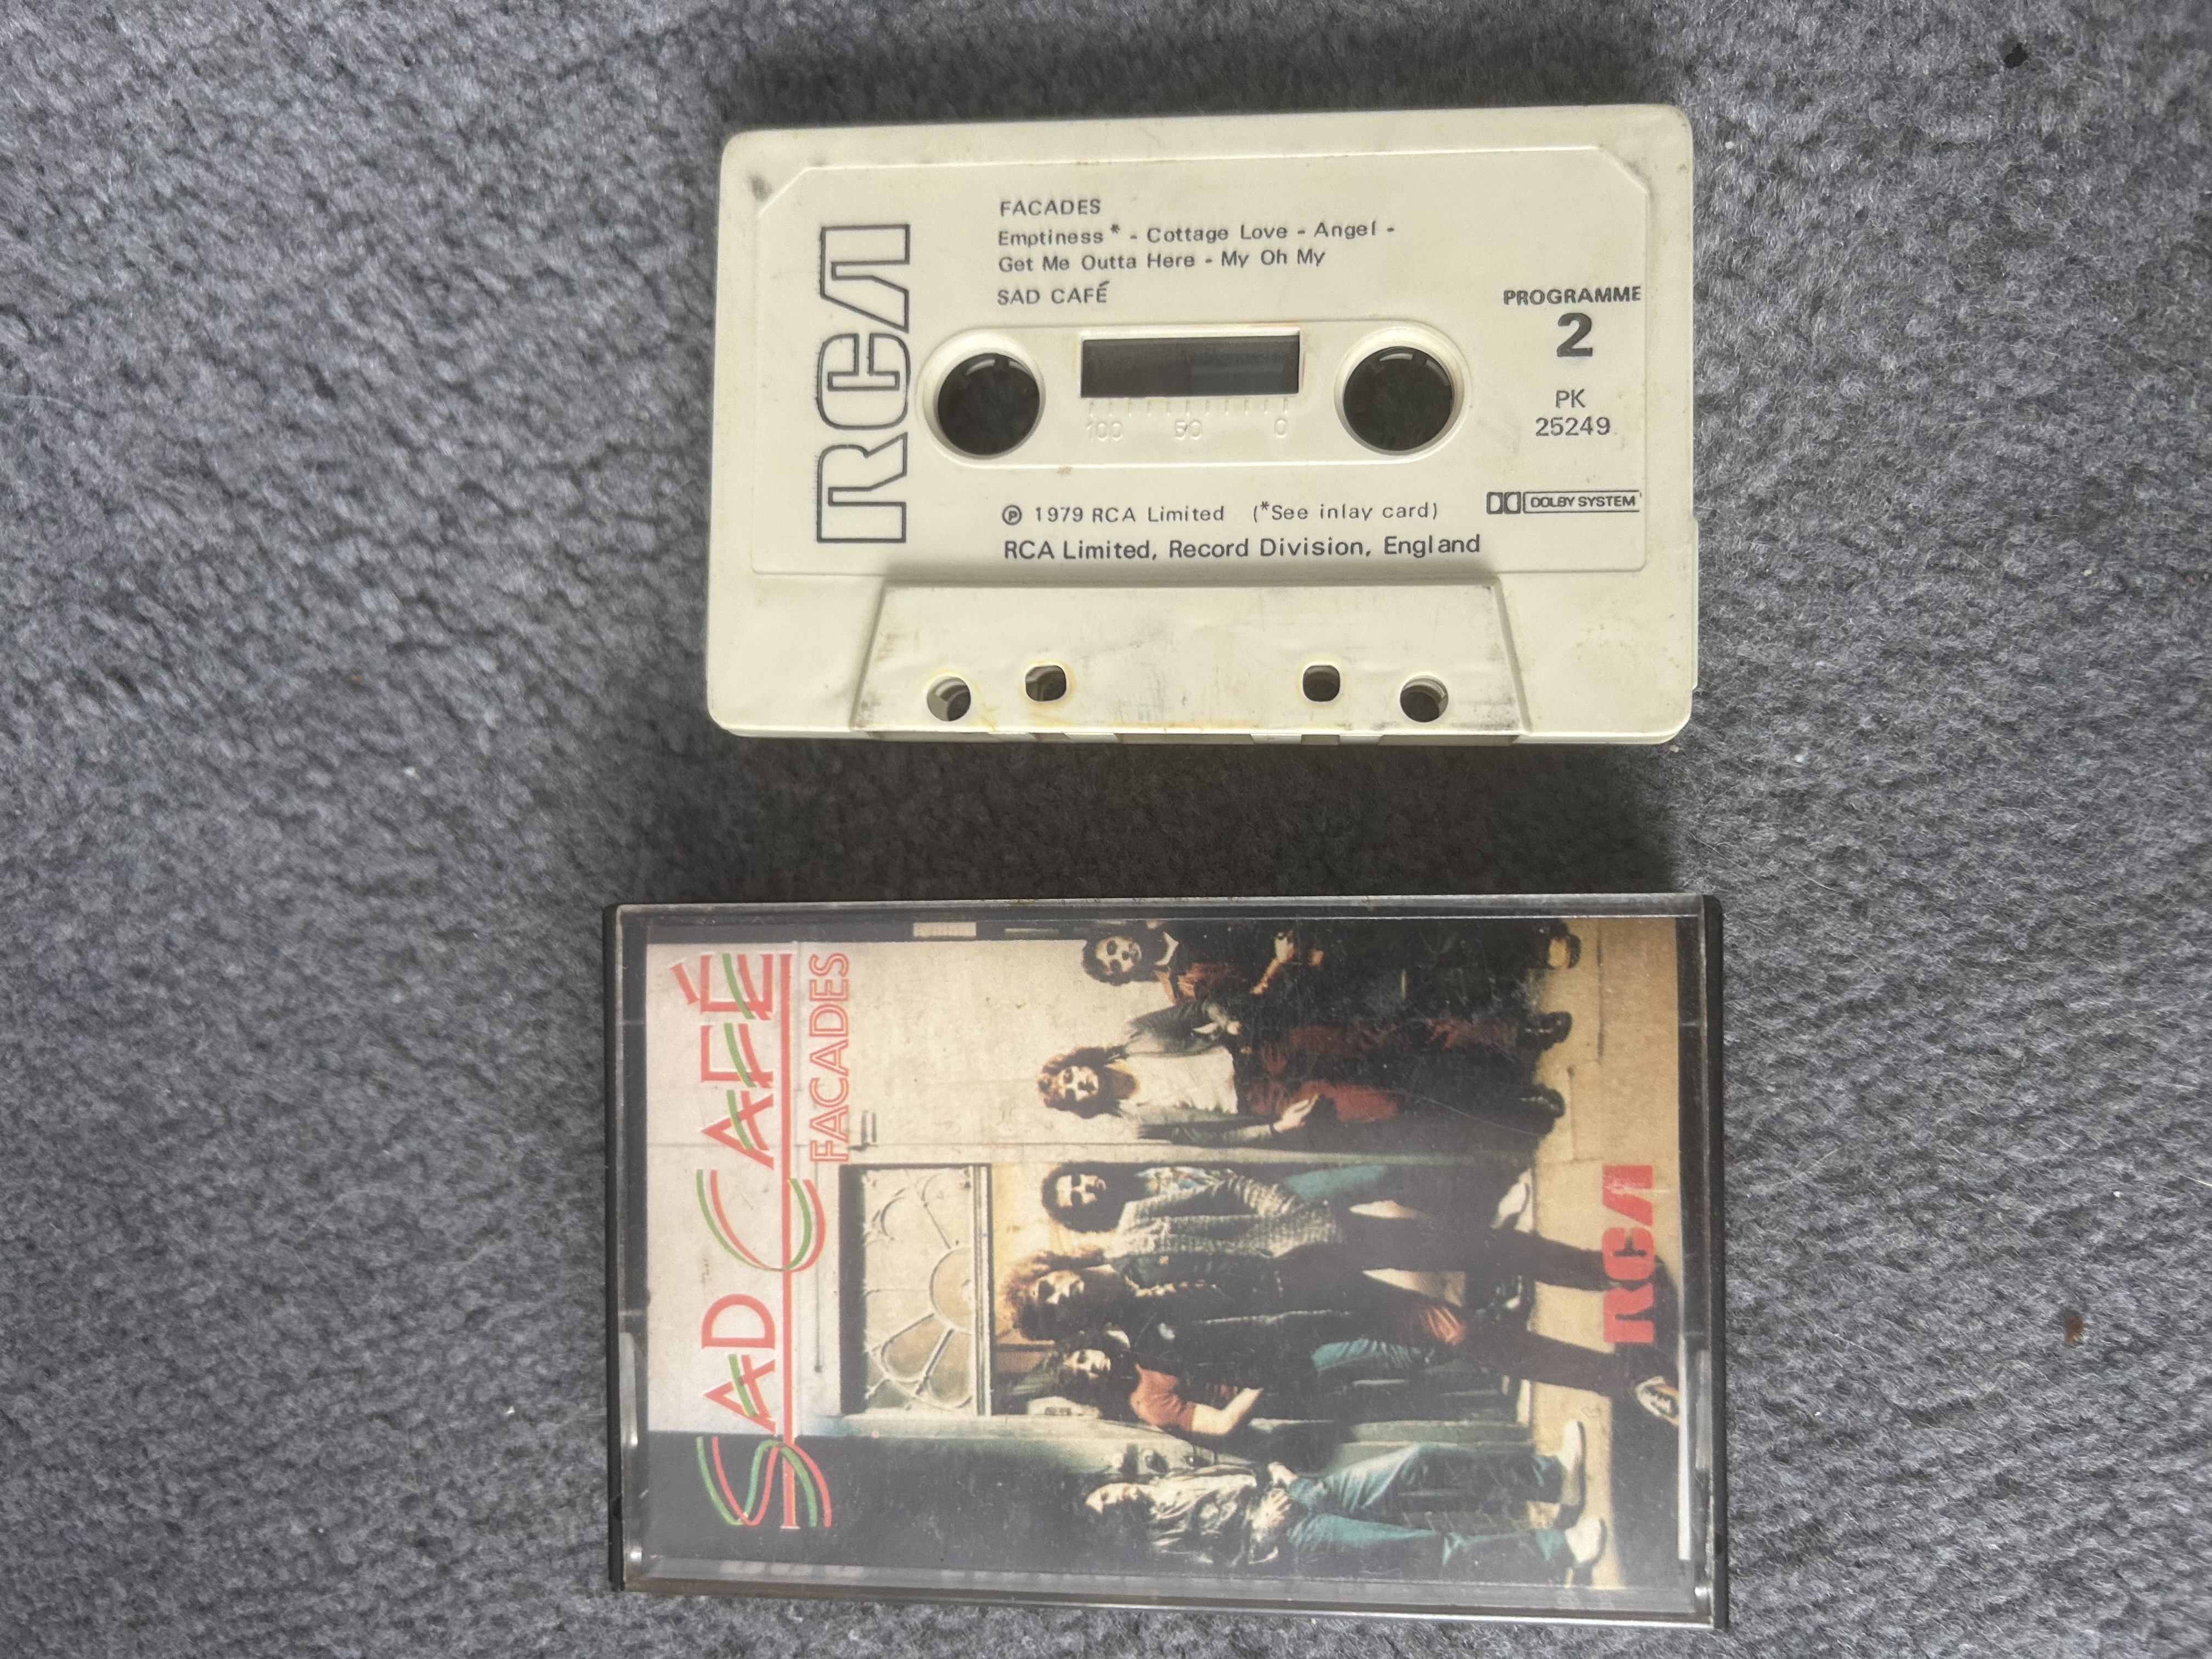 RCA
FACADES
Emptiness * - Cottage Love - Angel -
Get Me Outta Here - My Oh My
SAD CAFÉ
PROGRAMME
2
PK
25249
100 50 0
Ⓟ 1979 RCA Limited (*See inlay card)
DOLBY SYSTEM
RCA Limited, Record Division, England
SAD CAFÉ
FACADES
RCA